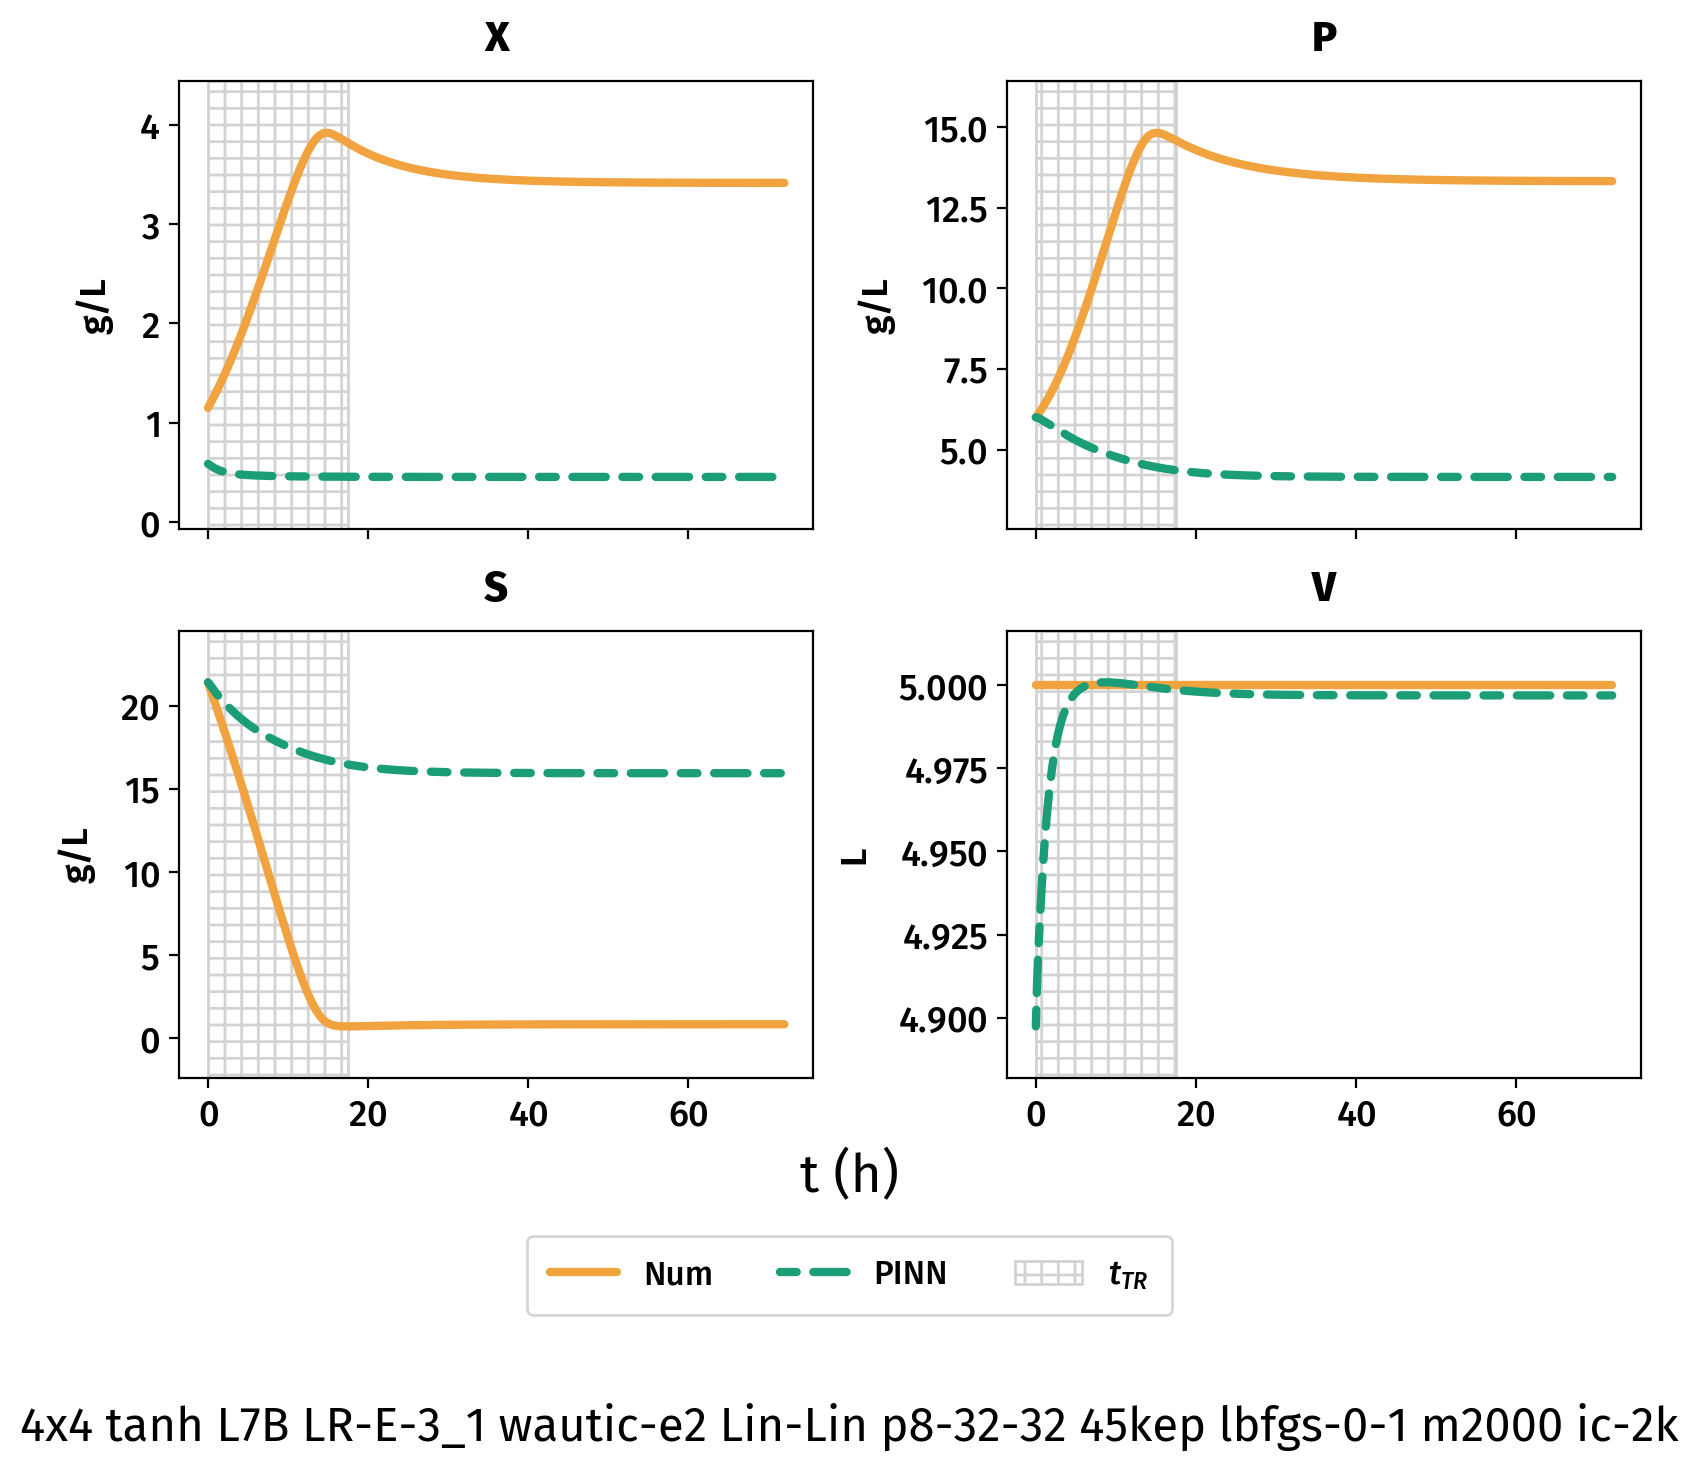 X
4
3
2
1
0
g/L
P
15.0
12.5
10.0
7.5
5.0
g/L
S
20
15
10
5
0
g/L
0 20 40 60
V
5.000
4.975
4.950
4.925
4.900
L
0 20 40 60
t (h)
Num PINN tTR
4x4 tanh L7B LR-E-3_1 wautic-e2 Lin-Lin p8-32-32 45kep lbfgs-0-1 m2000 ic-2k